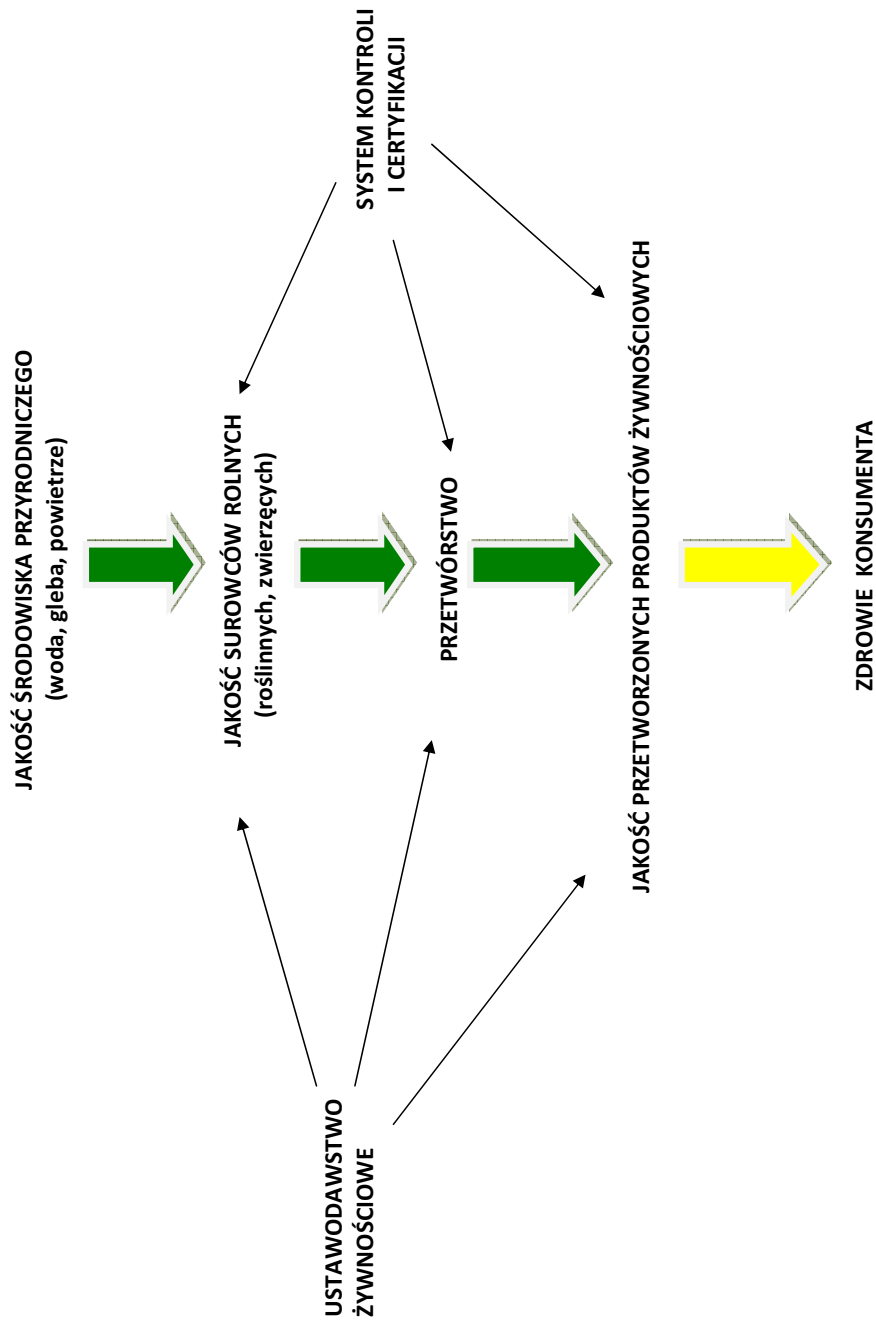 JAKOŚĆ ŚRODOWISKA PRZYRODNICZEGO
(woda, gleba, powietrze)
JAKOŚĆ SUROWCÓW ROLNYCH
(roślinnych, zwierzęcych)
USTAWODAWSTWO
ŻYWNOŚCIOWE
SYSTEM KONTROLI
I CERTYFIKACJI
PRZETWÓRSTWO
JAKOŚĆ PRZETWORZONYCH PRODUKTÓW ŻYWNOŚCIOWYCH
ZDROWIE KONSUMENTA